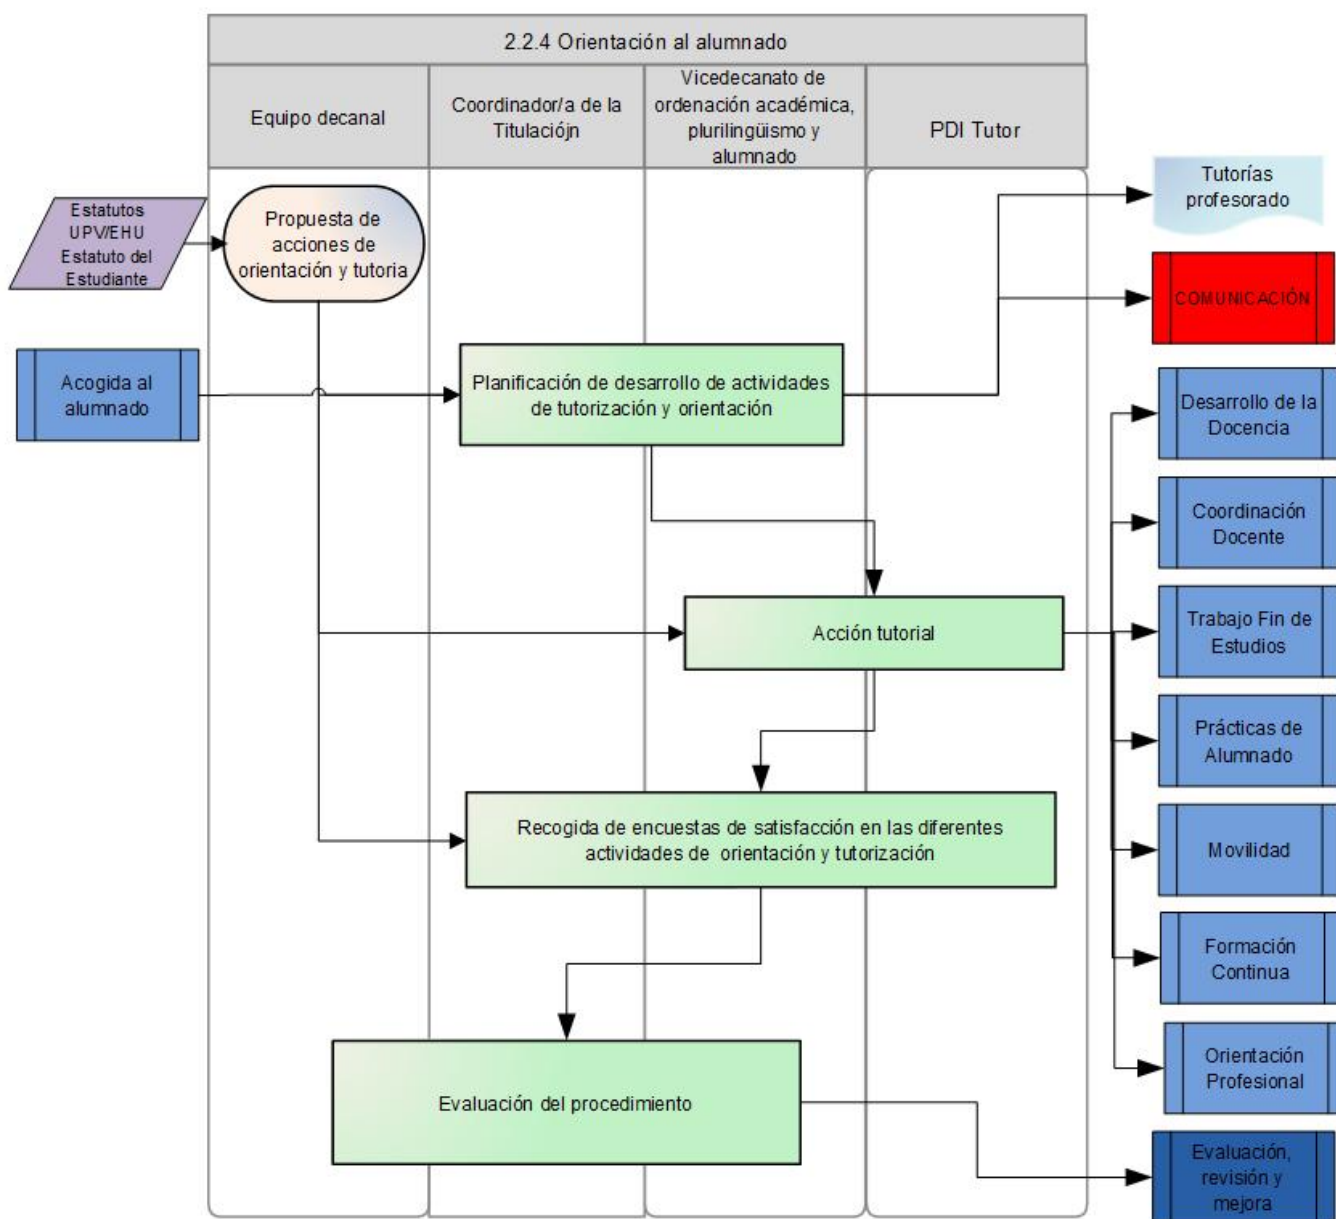 2.2.4 Orientación al alumnado
Equipo decanal
Coordinador/a de la
Titulaciójn
Vicedecanato de
ordenación académica,
plurilingüismo y
alumnado
PDI Tutor
Estatutos
UPV/EHU
Estatuto del
Estudiante
Propuesta de
acciones de
orientación y tutoria
Tutorías
profesorado
COMUNICACIÓN
Acogida al
alumnado
Planificación de desarrollo de actividades
de tutorización y orientación
Desarrollo de la
Docencia
Coordinación
Docente
Acción tutorial
Trabajo Fin de
Estudios
Prácticas de
Alumnado
Recogida de encuestas de satisfacción en las diferentes
actividades de orientación y tutorización
Movilidad
Formación
Continua
Orientación
Profesional
Evaluación del procedimiento
Evaluación,
revisión y
mejora